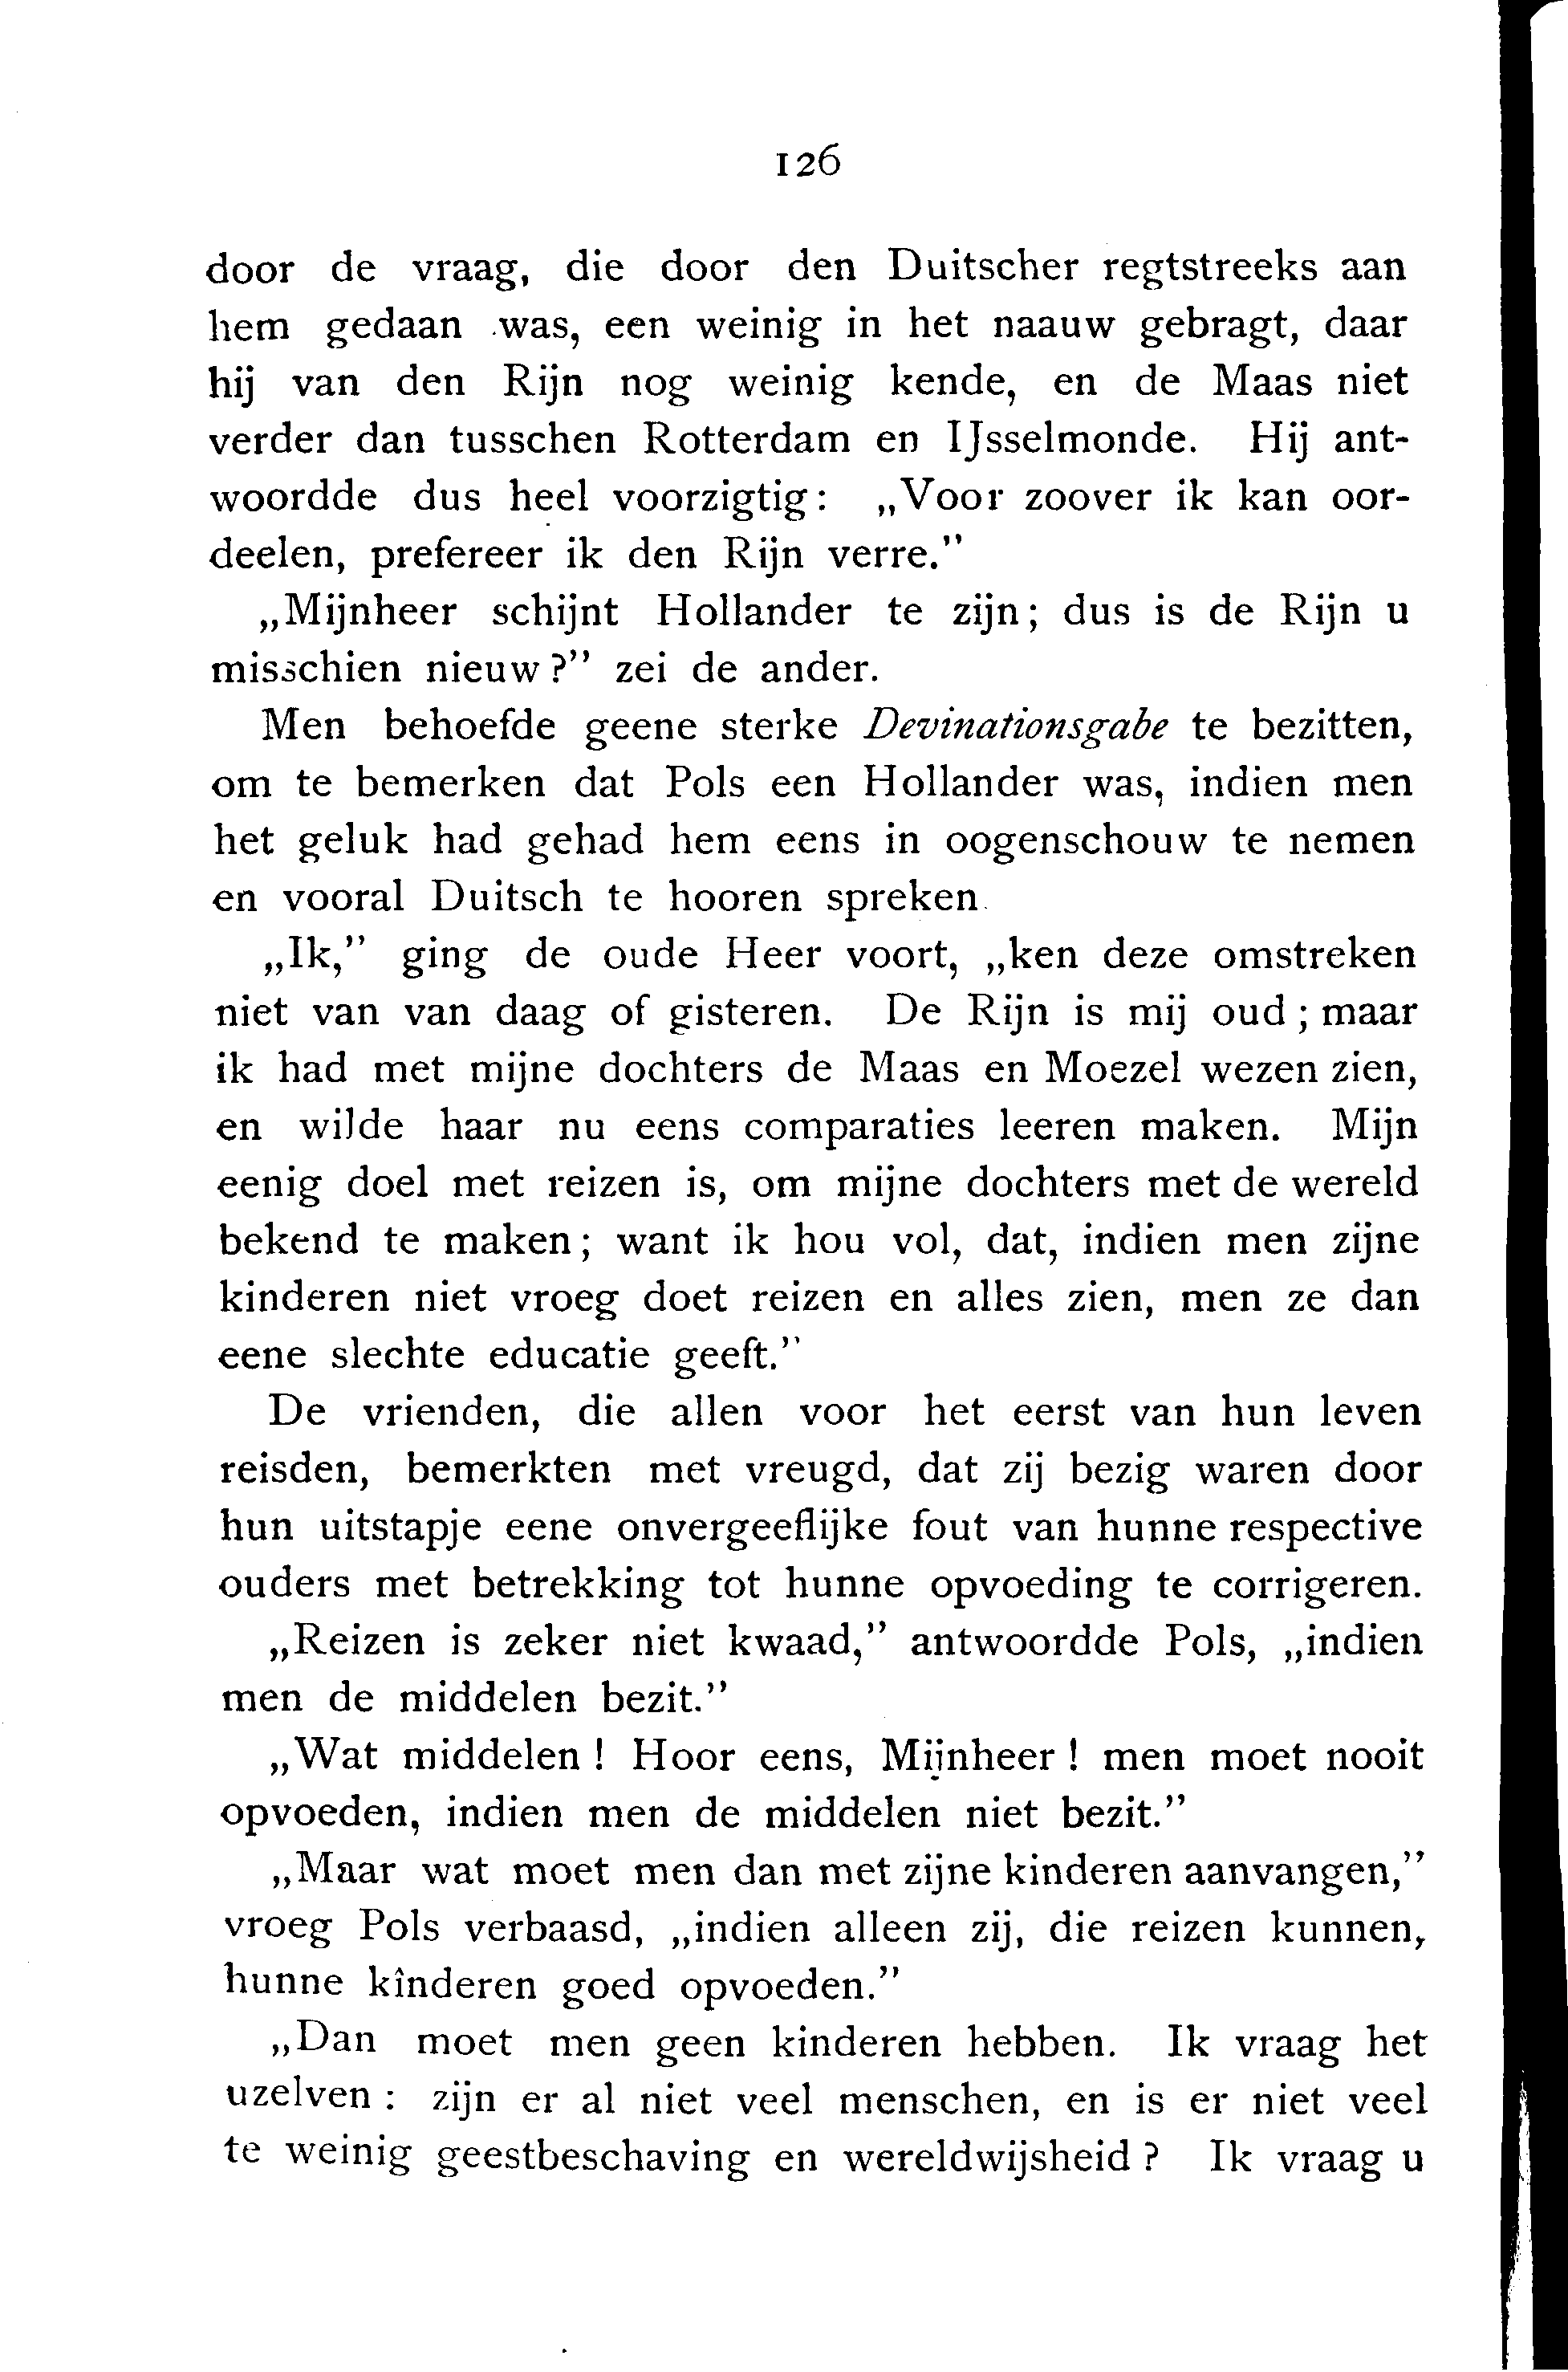 126
door de vraag, die door den Duitscher regtstreeks aan
hem gedaan was, een weinig in het naauw gebragt, daar
hij van den Rijn nog weinig kende, en de Maas niet
verder dan tusschen Rotterdam en IJsselmonde. Hij ant-
woordde dus heel voorzigtig: „Voor zoover ik kan oor-
deelen, prefereer ik den Rijn verre.”
„Mijnheer schijnt Hollander te zijn; dus is de Rijn u
misschien nieuw?” zei de ander.
Men behoefde geene sterke Devinationsgabe te bezitten,
om te bemerken dat Pols een Hollander was, indien men
het geluk had gehad hem eens in oogenschouw te nemen
en vooral Duitsch te hooren spreken.
„Ik,” ging de oude Heer voort, „ken deze omstreken
niet van van daag of gisteren. De Rijn is mij oud; maar
ik had met mijne dochters de Maas en Moezel wezen zien,
en wilde haar nu eens comparaties leeren maken. Mijn
eenig doel met reizen is, om mijne dochters met de wereld
bekend te maken; want ik hou vol, dat, indien men zijne
kinderen niet vroeg doet reizen en alles zien, men ze dan
eene slechte educatie geeft.”
De vrienden, die allen voor het eerst van hun leven
reisden, bemerkten met vreugd, dat zij bezig waren door
hun uitstapje eene onvergeeflijke fout van hunne respective
ouders met betrekking tot hunne opvoeding te corrigeren.
„Reizen is zeker niet kwaad,” antwoordde Pols, „indien
men de middelen bezit.”
„Wat middelen! Hoor eens, Mijnheer! men moet nooit
opvoeden, indien men de middelen niet bezit.”
„Maar wat moet men dan met zijne kinderen aanvangen,”
vroeg Pols verbaasd, „indien alleen zij, die reizen kunnen,
hunne kinderen goed opvoeden.”
„Dan moet men geen kinderen hebben. Ik vraag het
uzelven: zijn er al niet veel menschen, en is er niet veel
te weinig geestbeschaving en wereldwijsheid? Ik vraag u